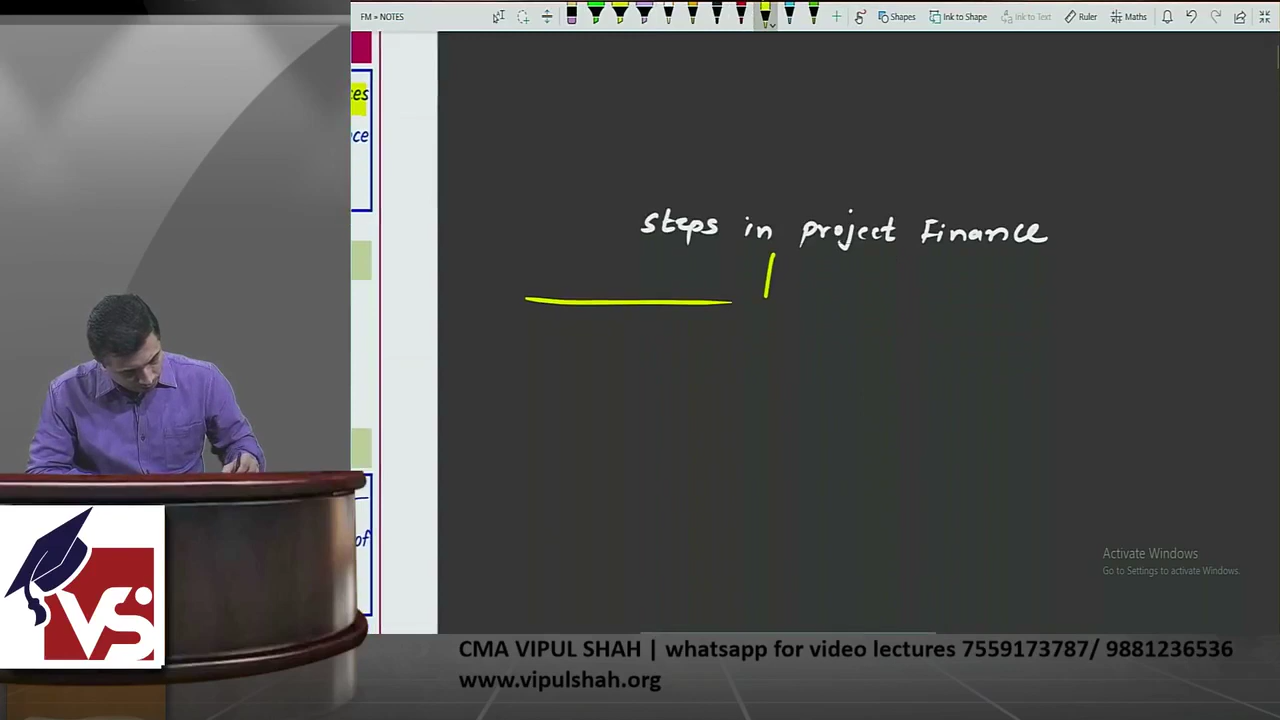 FM » NOTES
Shapes
Ink to Shape
Ink to Text
Ruler
Maths
ce
of
steps in project Finance
Activate Windows
Go to Settings to activate Windows.
VS
CMA VIPUL SHAH | whatsapp for video lectures 7559173787/ 9881236536
www.vipulshah.org